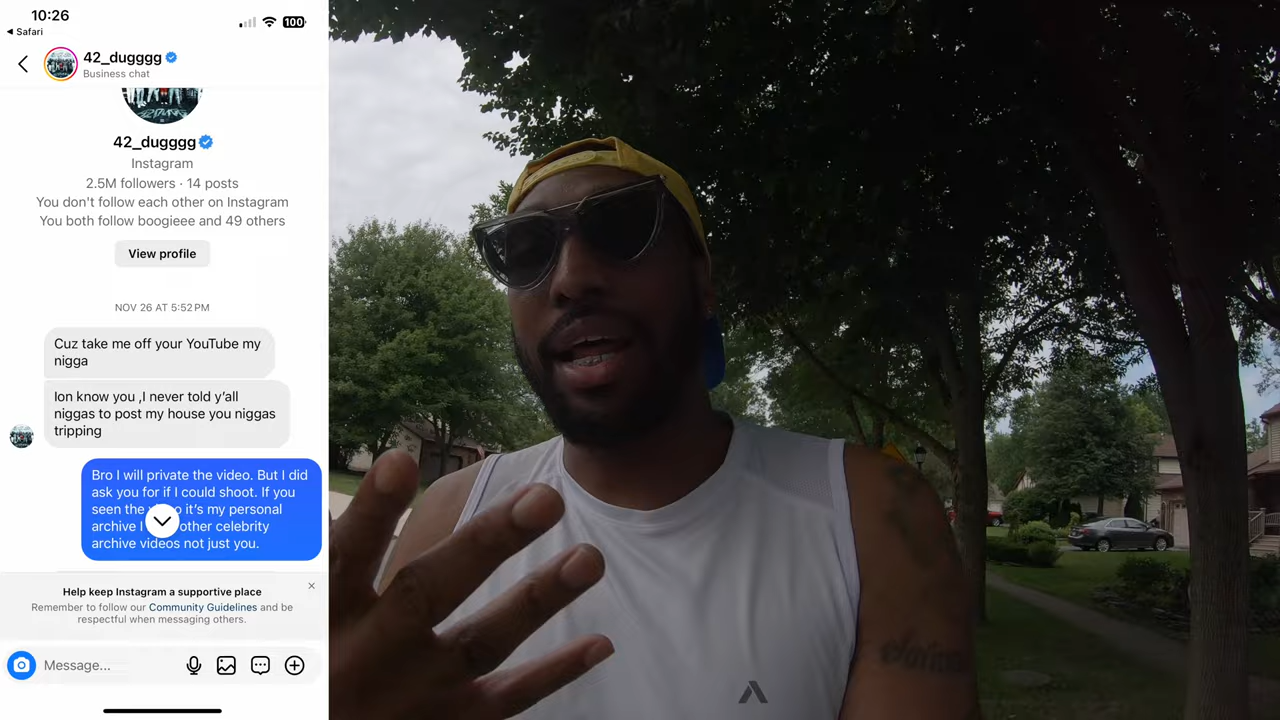 10:26
100
Safari
42_dugggg
Business chat
42_dugggg
Instagram
2.5M followers · 14 posts
You don't follow each other on Instagram
You both follow boogieee and 49 others
View profile
NOV 26 AT 5:52 PM
Cuz take me off your YouTube my
nigga
Ion know you ,I never told y'all
niggas to post my house you niggas
tripping
Bro I will private the video. But I did
ask you for if I could shoot. If you
seen the it's my personal
archive other celebrity
archive videos not just you.
Help keep Instagram a supportive place
Remember to follow our Community Guidelines and be
respectful when messaging others.
Message...